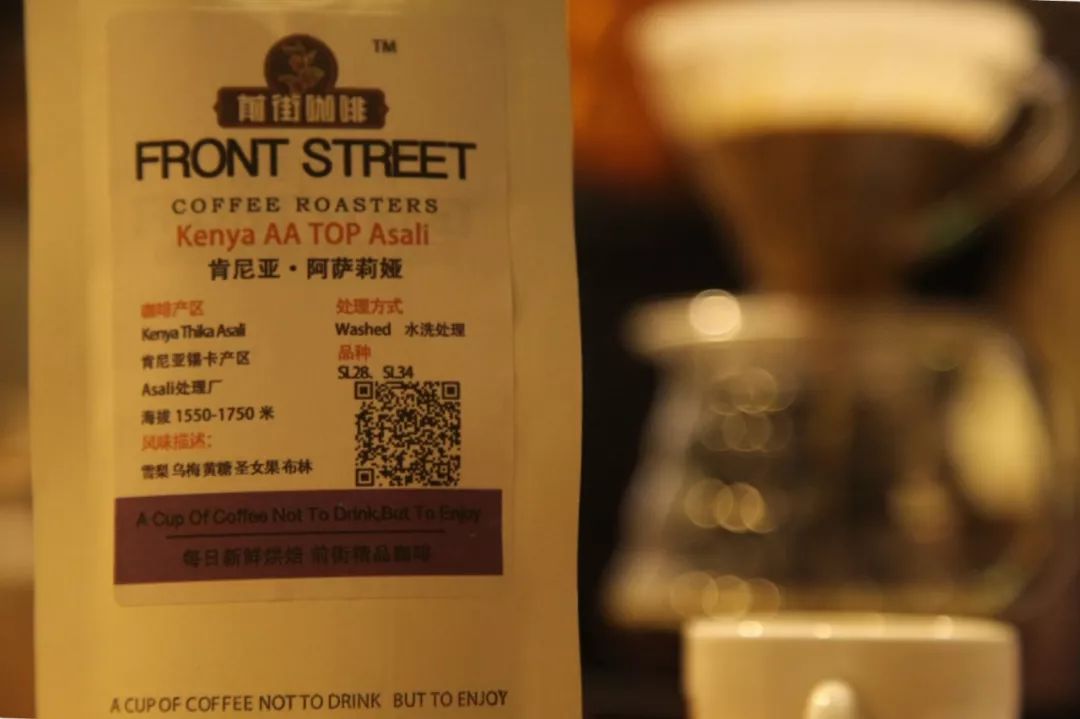 TM
前街咖啡
FRONT STREET
COFFEE ROASTERS
Kenya AA TOP Asali
肯尼亚·阿萨莉娅
咖啡产区
Kenya Thika Asali
肯尼亚锡卡产区
Asali处理厂
海拔 1550-1750 米
风味描述:
雪梨乌梅黄糖圣女果布林
处理方式
Washed 水洗处理
品种
SL28、SL34
A Cup Of Coffee Not To Drink,But To Enjoy
每日新鲜烘焙 前街精品咖啡
A CUP OF COFFEE NOT TO DRINK BUT TO ENJOY